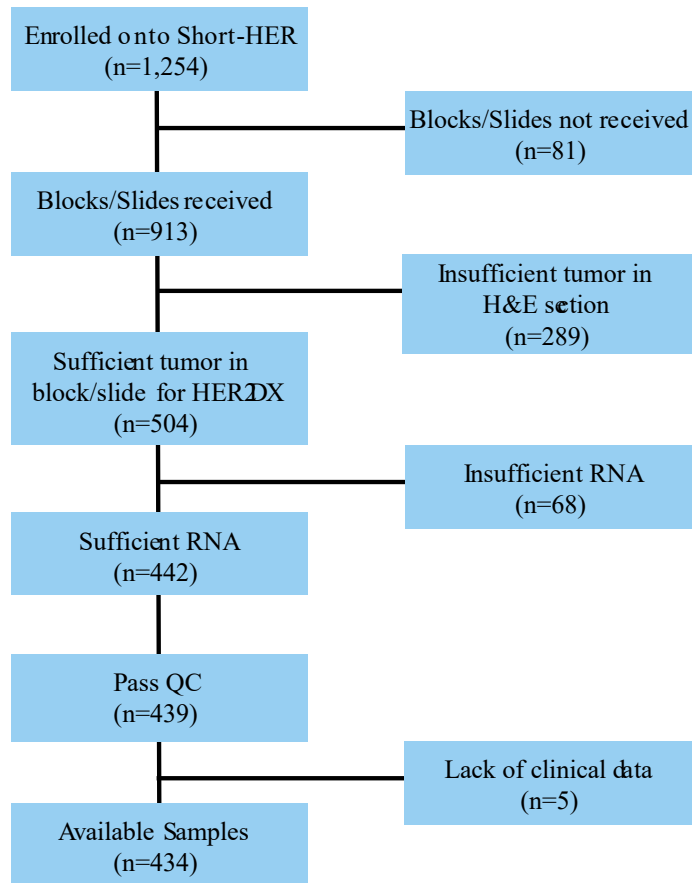 Enrolled onto Short-HER
(n=1,254)
Blocks/Slides not received
(n=81)
Blocks/Slides received
(n=913)
Insufficient tumor in
H&E section
(n=289)
Sufficient tumor in
block/slide for HER2DX
(n=504)
Insufficient RNA
(n=68)
Sufficient RNA
(n=442)
Pass QC
(n=439)
Lack of clinical data
(n=5)
Available Samples
(n=434)